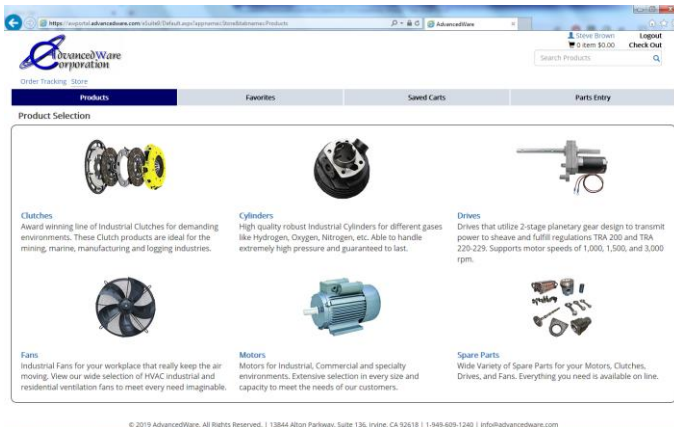 https://awportal.advancedware.com/eSuite9/Default.aspx?appname=Store&tabname=Products
AdvancedWare
Steve Brown Logout
0 item $0.00 Check Out
AdvancedWare
Corporation
Search Products
Order Tracking Store
Products Favorites Saved Carts Parts Entry
Product Selection
Clutches
Award winning line of Industrial Clutches for demanding
environments. These Clutch products are ideal for the
mining, marine, manufacturing and logging industries.
Cylinders
High quality robust Industrial Cylinders for different gases
like Hydrogen, Oxygen, Nitrogen, etc. Able to handle
extremely high pressure and guaranteed to last.
Drives
Drives that utilize 2-stage planetary gear design to transmit
power to sheave and fulfill regulations TRA 200 and TRA
220-229. Supports motor speeds of 1,000, 1,500, and 3,000
rpm.
Fans
Industrial Fans for your workplace that really keep the air
moving. View our wide selection of HVAC industrial and
residential ventilation fans to meet every need imaginable.
Motors
Motors for Industrial, Commercial and specialty
environments. Extensive selection in every size and
capacity to meet the needs of our customers.
Spare Parts
Wide Variety of Spare Parts for your Motors, Clutches,
Drives, and Fans. Everything you need is available on line.
© 2019 AdvancedWare. All Rights Reserved. | 13844 Alton Parkway, Suite 136, Irvine, CA 92618 | 1-949-609-1240 | info@advancedware.com